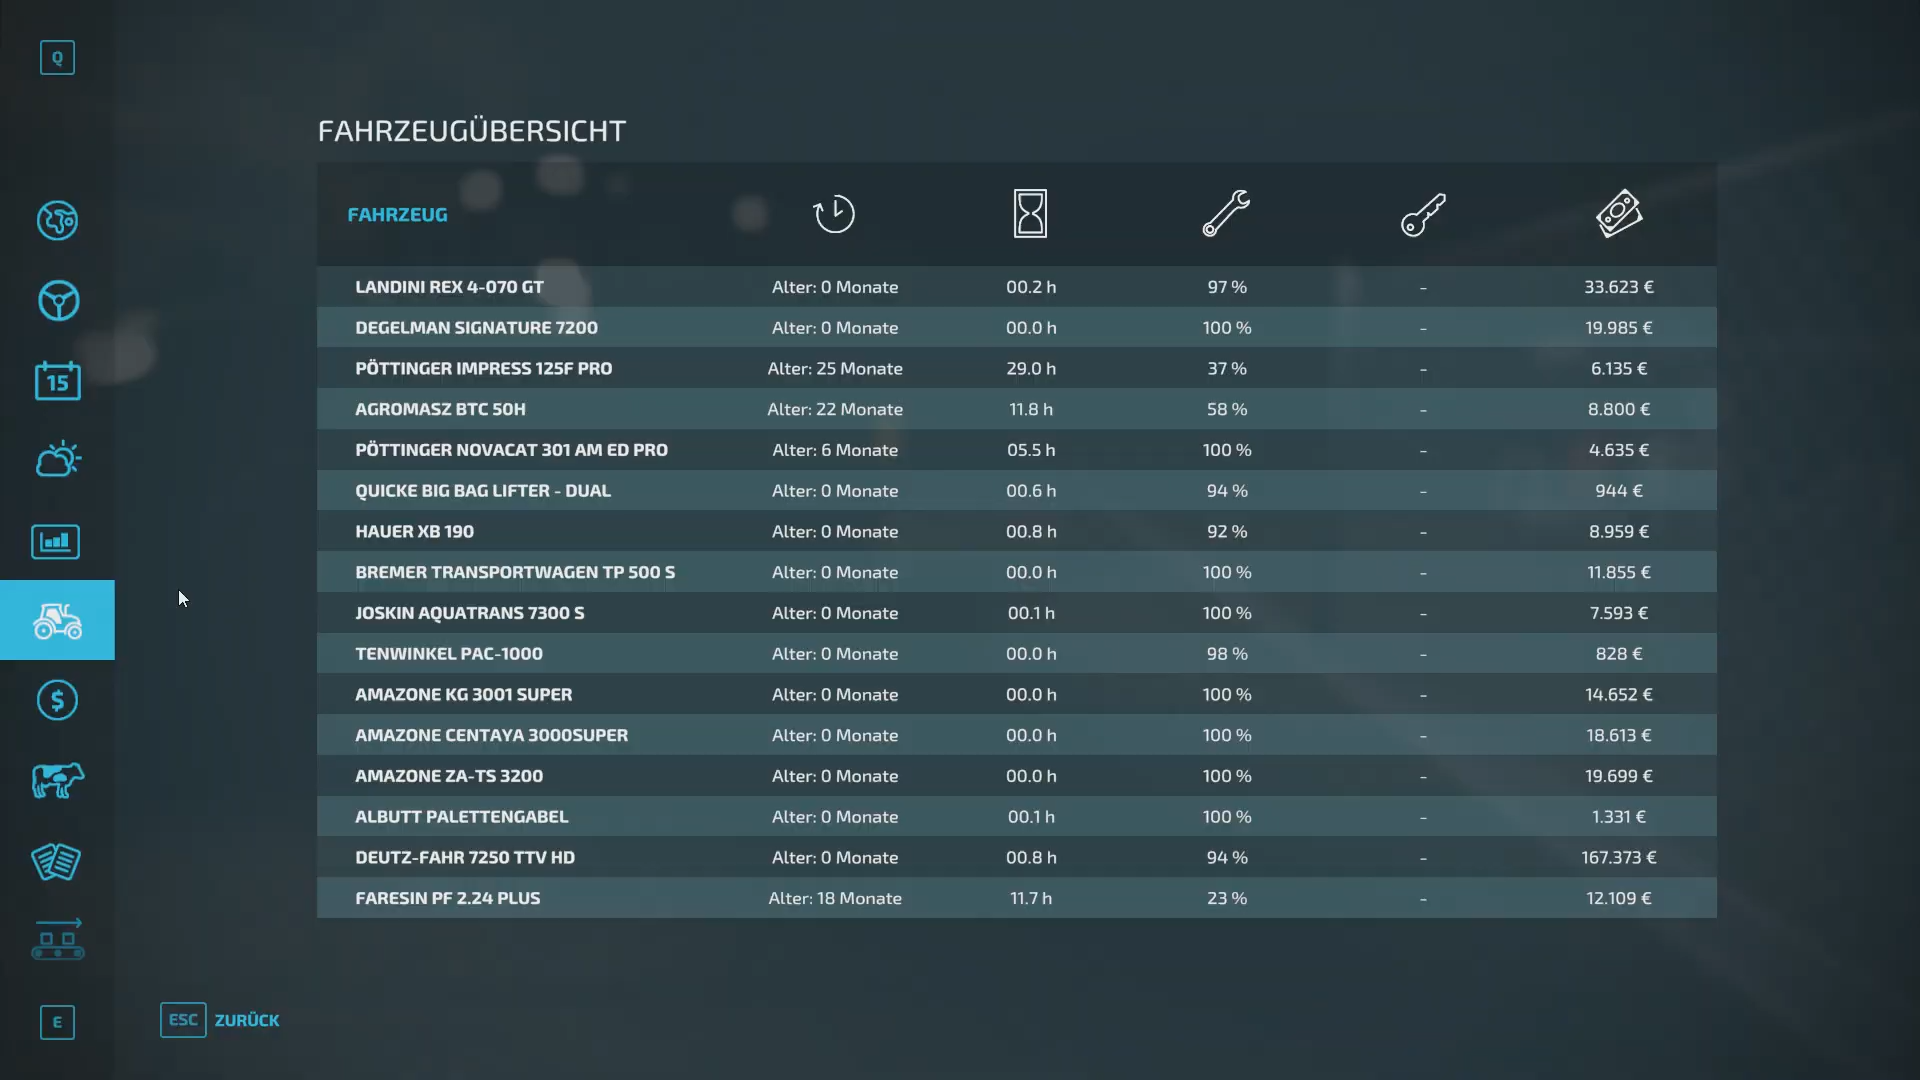 Q
FAHRZEUGÜBERSICHT
FAHRZEUG
LANDINI REX 4-070 GT Alter: 0 Monate 00.2 h 97 % - 33.623 €
DEGELMAN SIGNATURE 7200 Alter: 0 Monate 00.0 h 100 % - 19.985 €
PÖTTINGER IMPRESS 125F PRO Alter: 25 Monate 29.0 h 37 % - 6.135 €
AGROMASZ BTC 50H Alter: 22 Monate 11.8 h 58 % - 8.800 €
PÖTTINGER NOVACAT 301 AM ED PRO Alter: 6 Monate 05.5 h 100 % - 4.635 €
QUICKE BIG BAG LIFTER - DUAL Alter: 0 Monate 00.6 h 94 % - 944 €
HAUER XB 190 Alter: 0 Monate 00.8 h 92 % - 8.959 €
BREMER TRANSPORTWAGEN TP 500 S Alter: 0 Monate 00.0 h 100 % - 11.855 €
JOSKIN AQUATRANS 7300 S Alter: 0 Monate 00.1 h 100 % - 7.593 €
TENWINKEL PAC-1000 Alter: 0 Monate 00.0 h 98 % - 828 €
AMAZONE KG 3001 SUPER Alter: 0 Monate 00.0 h 100 % - 14.652 €
AMAZONE CENTAYA 3000SUPER Alter: 0 Monate 00.0 h 100 % - 18.613 €
AMAZONE ZA-TS 3200 Alter: 0 Monate 00.0 h 100 % - 19.699 €
ALBUTT PALETTENGABEL Alter: 0 Monate 00.1 h 100 % - 1.331 €
DEUTZ-FAHR 7250 TTV HD Alter: 0 Monate 00.8 h 94 % - 167.373 €
FARESIN PF 2.24 PLUS Alter: 18 Monate 11.7 h 23 % - 12.109 €
15
$
E
ESC ZURÜCK